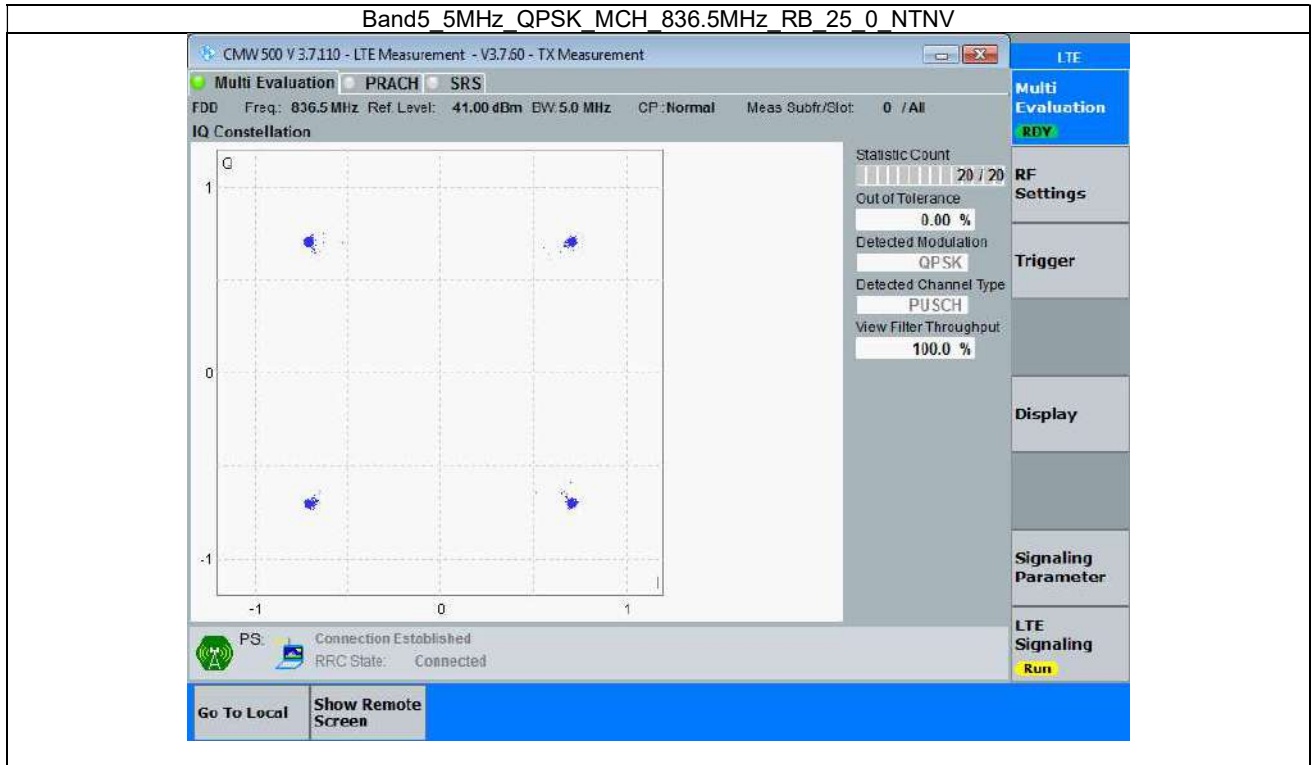 Band5_5MHz_QPSK_MCH_836.5MHz_RB_25_0_NTNV
CMW 500 V 3.7.110 - LTE Measurement - V3.7.60 - TX Measurement
LTE
Multi Evaluation PRACH SRS
FDD Freq.: 836.5 MHz Ref. Level: 41.00 dBm BW: 5.0 MHz CP: Normal Meas Subfr./Slot: 0 / All
IQ Constellation
Q
1
0
-1
-1 0 1
I
Statistic Count
20 / 20
Out of Tolerance
0.00 %
Detected Modulation
QPSK
Detected Channel Type
PUSCH
View Filter Throughput
100.0 %
Multi
Evaluation
RDY
RF
Settings
Trigger
Display
Signaling
Parameter
LTE
Signaling
Run
PS: Connection Established
RRC State: Connected
Go To Local
Show Remote
Screen